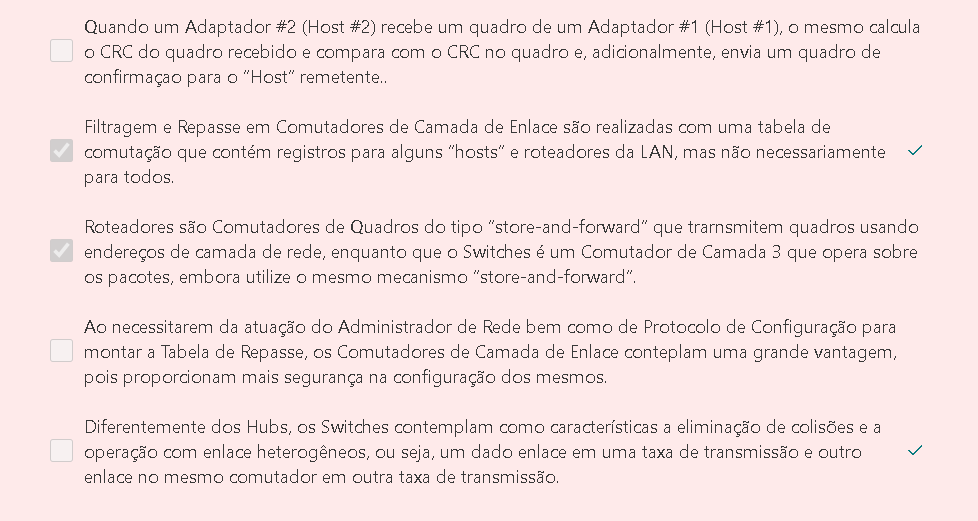 Quando um Adaptador #2 (Host #2) recebe um quadro de um Adaptador #1 (Host #1), o mesmo calcula
o CRC do quadro recebido e compara com o CRC no quadro e, adicionalmente, envia um quadro de
confirmaçao para o "Host" remetente..
Filtragem e Repasse em Comutadores de Camada de Enlace são realizadas com uma tabela de
comutação que contém registros para alguns "hosts" e roteadores da LAN, mas não necessariamente
para todos.
Roteadores são Comutadores de Quadros do tipo "store-and-forward" que trarnsmitem quadros usando
endereços de camada de rede, enquanto que o Switches é um Comutador de Camada 3 que opera sobre
os pacotes, embora utilize o mesmo mecanismo "store-and-forward".
Ao necessitarem da atuação do Administrador de Rede bem como de Protocolo de Configuração para
montar a Tabela de Repasse, os Comutadores de Camada de Enlace conteplam uma grande vantagem,
pois proporcionam mais segurança na configuração dos mesmos.
Diferentemente dos Hubs, os Switches contemplam como características a eliminação de colisões e a
operação com enlace heterogêneos, ou seja, um dado enlace em uma taxa de transmissão e outro
enlace no mesmo comutador em outra taxa de transmissão.